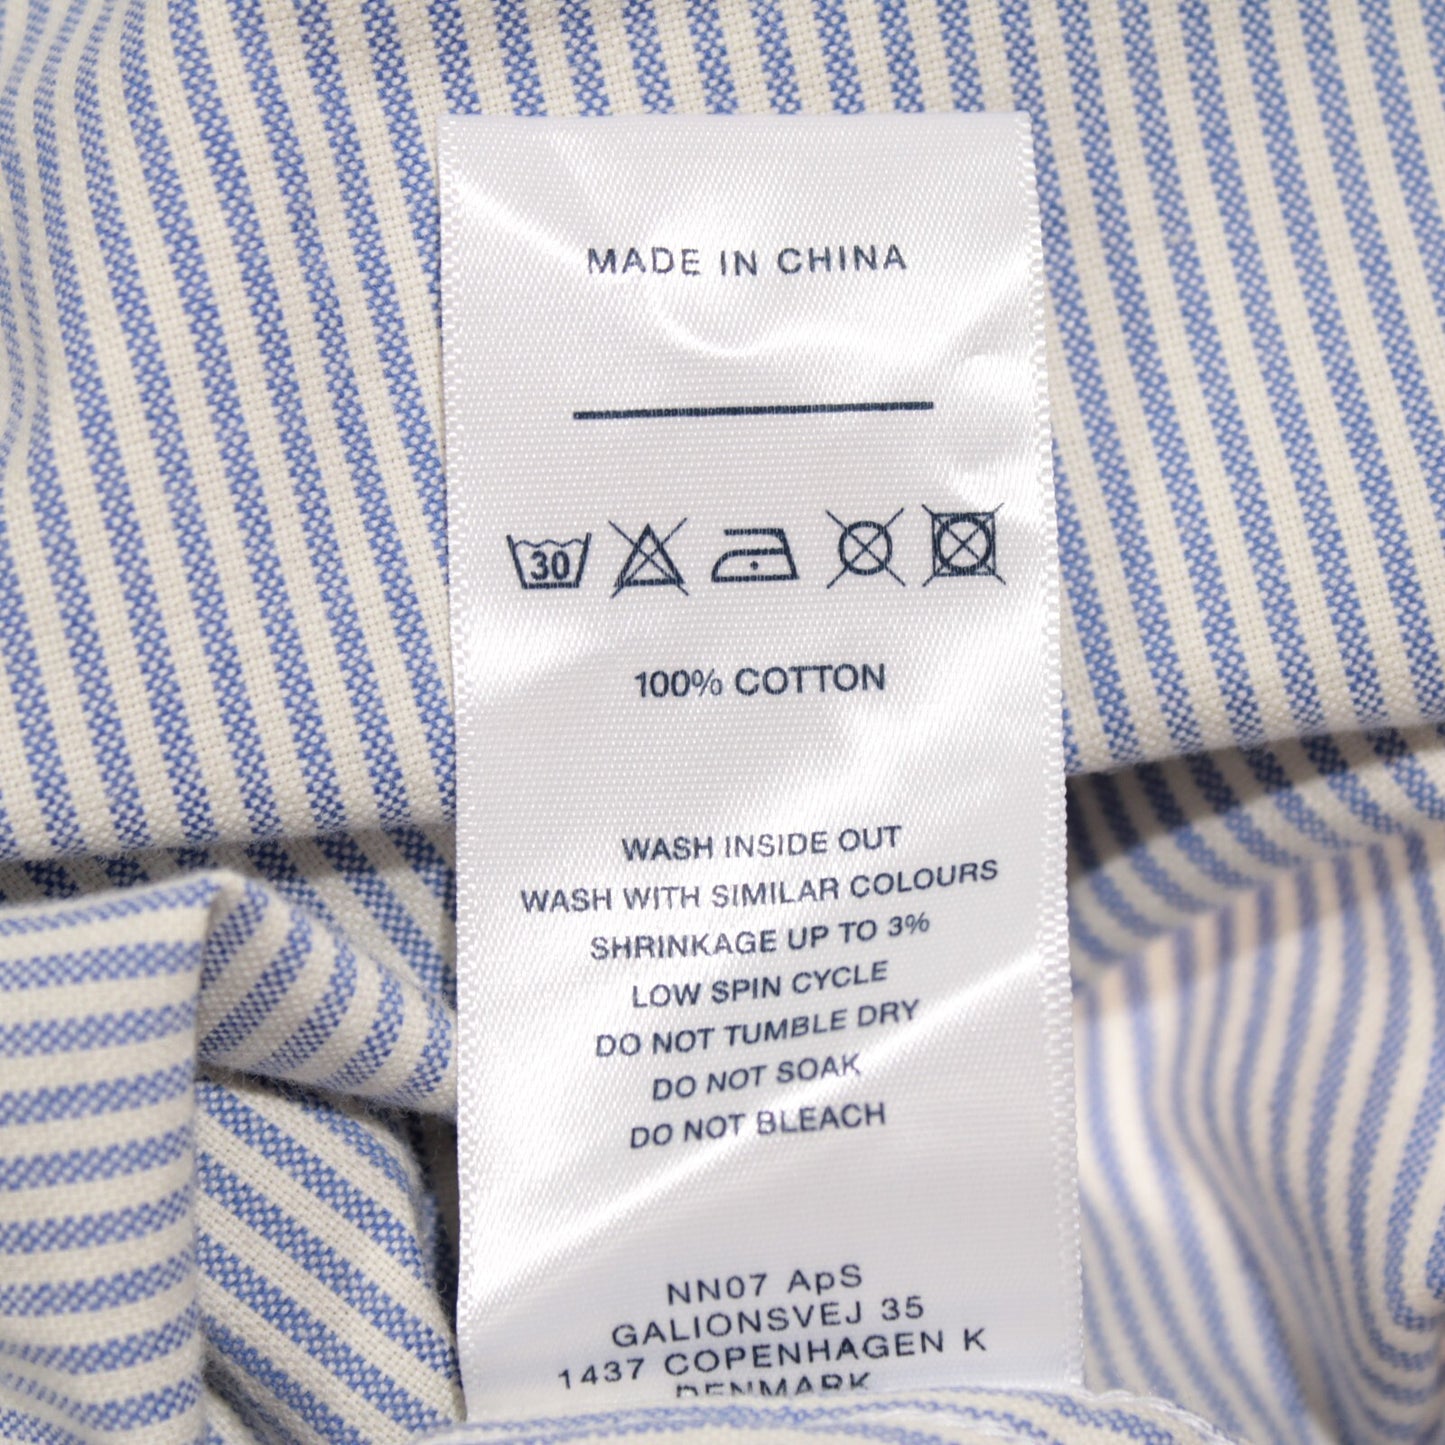 MADE IN CHINA
30
100% COTTON
WASH INSIDE OUT
WASH WITH SIMILAR COLOURS
SHRINKAGE UP TO 3%
LOW SPIN CYCLE
DO NOT TUMBLE DRY
DO NOT SOAK
DO NOT BLEACH
NN07 ApS
GALIONSVEJ 35
1437 COPENHAGEN K
DENMARK